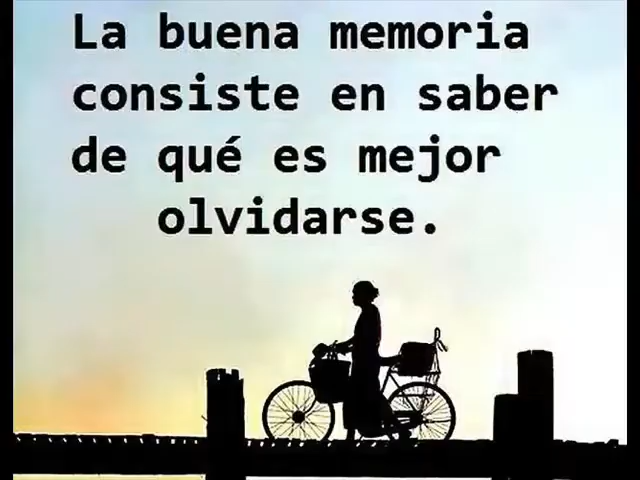 La buena memoria
consiste en saber
de qué es mejor
olvidarse.